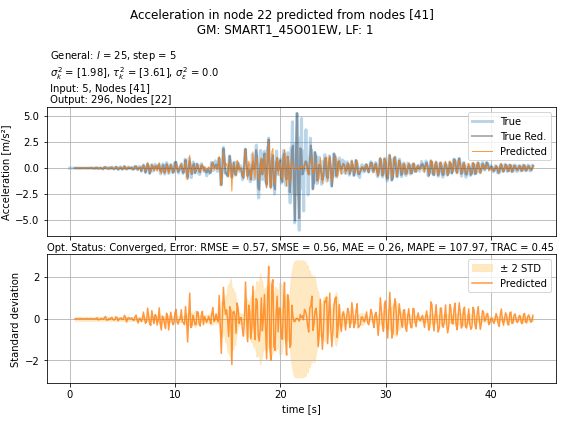 Acceleration in node 22 predicted from nodes [41]
GM: SMART1_45O01EW, LF: 1
General: l = 25, step = 5
σ²ₖ = [1.98], τ²ₖ = [3.61], σ²ε = 0.0
Input: 5, Nodes [41]
Output: 296, Nodes [22]
Acceleration [m/s²]
5.0
2.5
0.0
−2.5
−5.0
True
True Red.
Predicted
Opt. Status: Converged, Error: RMSE = 0.57, SMSE = 0.56, MAE = 0.26, MAPE = 107.97, TRAC = 0.45
Standard deviation
2
0
−2
± 2 STD
Predicted
0 10 20 30 40
time [s]